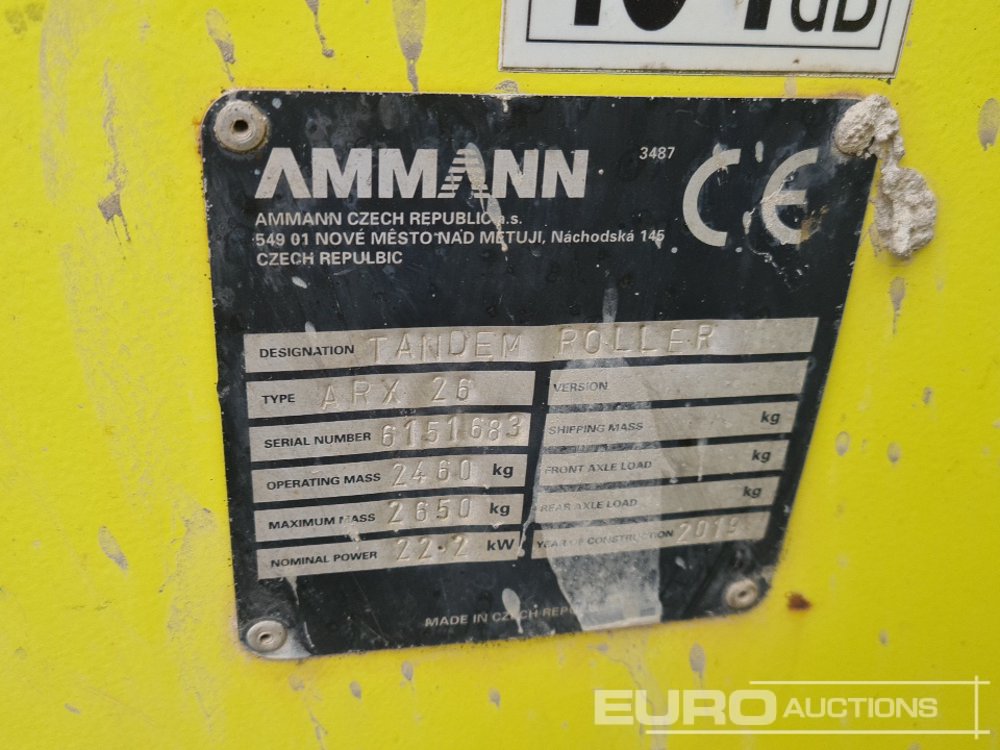 dB
AMMANN
3487
CE
AMMANN CZECH REPUBLIC a.s.
549 01 NOVÉ MĚSTO NAD METUJI, Náchodská 145
CZECH REPULBIC
DESIGNATION TANDEM ROLLER
TYPE ARX 26
VERSION
SERIAL NUMBER 6151683
SHIPPING MASS kg
OPERATING MASS 2460 kg
FRONT AXLE LOAD kg
MAXIMUM MASS 2650 kg
REAR AXLE LOAD kg
NOMINAL POWER 22.2 kW
YEAR OF CONSTRUCTION 2019
MADE IN CZECH REPUBLIC
EURO AUCTIONS